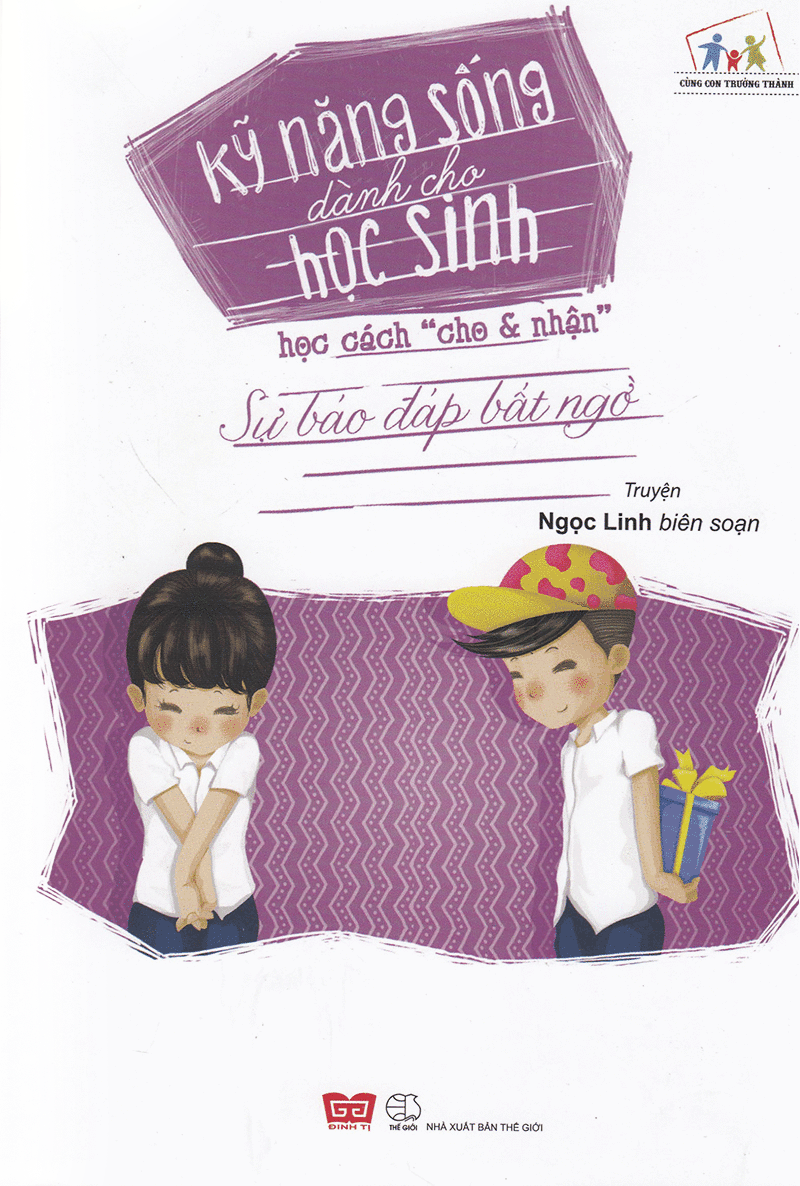 CÙNG CON TRƯỞNG THÀNH
kỹ năng sống
dành cho
học sinh
học cách “cho & nhận”
Sự báo đáp bất ngờ
Truyện
Ngọc Linh biên soạn
ĐINH TỊ
THẾ GIỚI
NHÀ XUẤT BẢN THẾ GIỚI